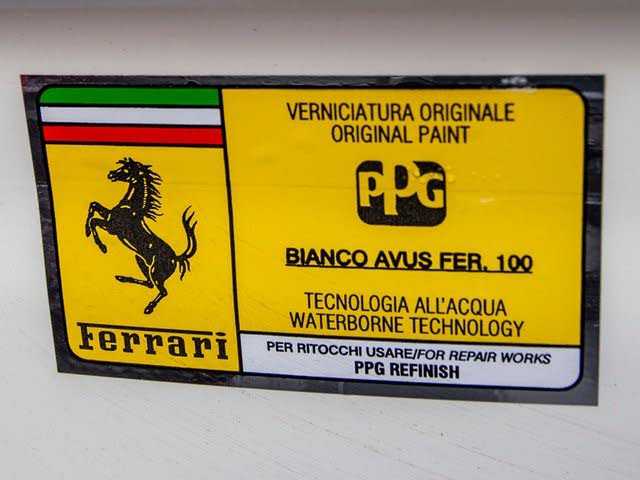 Ferrari
VERNICIATURA ORIGINALE
ORIGINAL PAINT
PPG
BIANCO AVUS FER. 100
TECNOLOGIA ALL'ACQUA
WATERBORNE TECHNOLOGY
PER RITOCCHI USARE/FOR REPAIR WORKS
PPG REFINISH